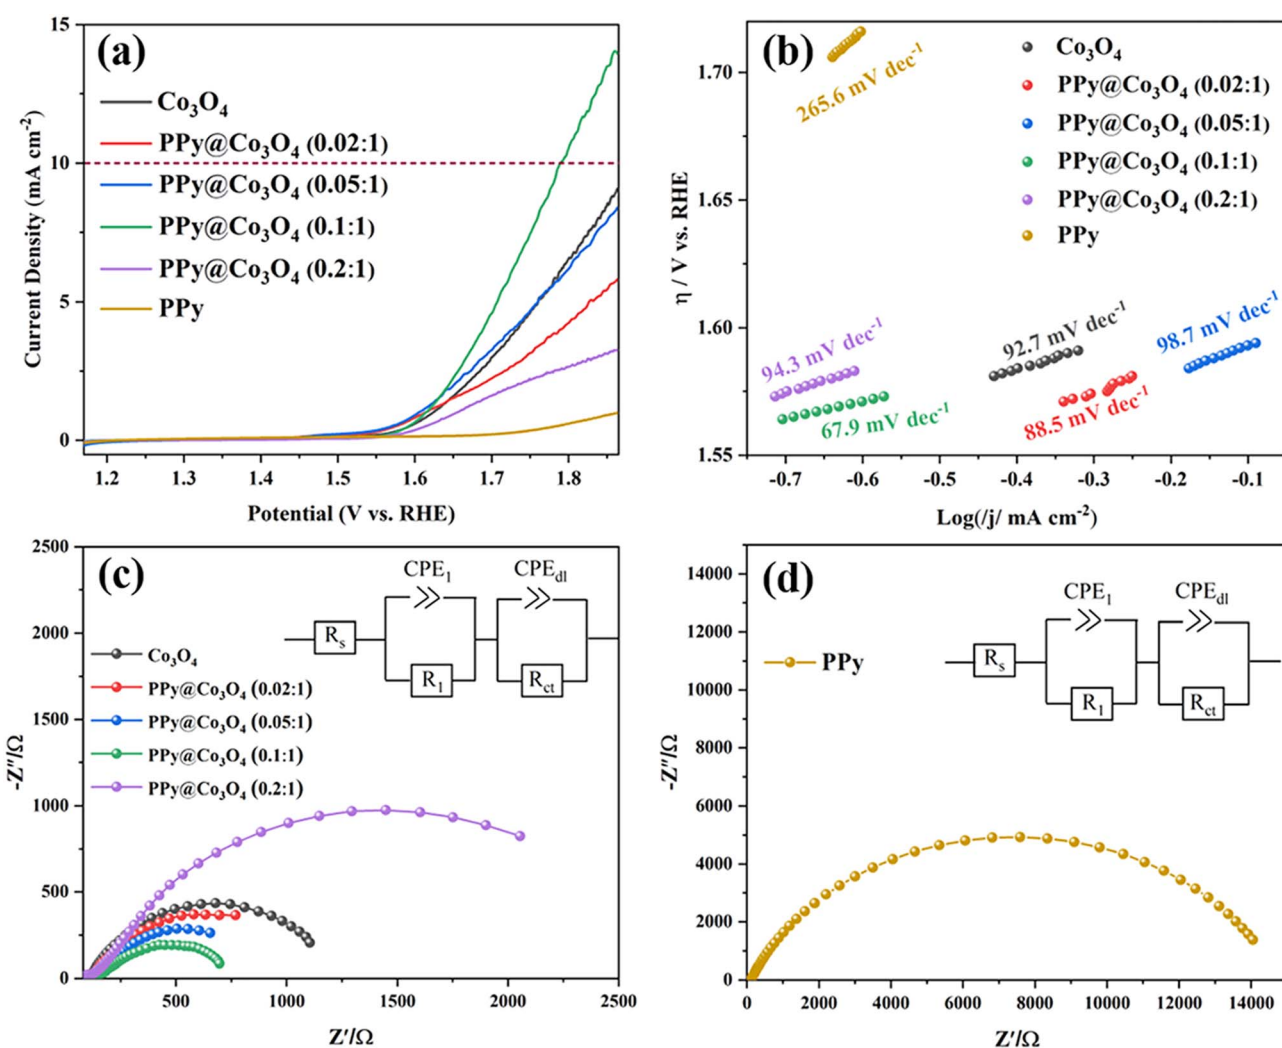 (a)
Co₃O₄
PPy@Co₃O₄ (0.02:1)
PPy@Co₃O₄ (0.05:1)
PPy@Co₃O₄ (0.1:1)
PPy@Co₃O₄ (0.2:1)
PPy
Current Density (mA cm⁻²)
15
10
5
0
1.2 1.3 1.4 1.5 1.6 1.7 1.8
Potential (V vs. RHE)
(b)
Co₃O₄
PPy@Co₃O₄ (0.02:1)
PPy@Co₃O₄ (0.05:1)
PPy@Co₃O₄ (0.1:1)
PPy@Co₃O₄ (0.2:1)
PPy
265.6 mV dec⁻¹
94.3 mV dec⁻¹
67.9 mV dec⁻¹
92.7 mV dec⁻¹
88.5 mV dec⁻¹
98.7 mV dec⁻¹
η / V vs. RHE
1.70
1.65
1.60
1.55
-0.7 -0.6 -0.5 -0.4 -0.3 -0.2 -0.1
Log(/j/ mA cm⁻²)
(c)
CPE₁ CPEdl
Rs
R₁ Rct
Co₃O₄
PPy@Co₃O₄ (0.02:1)
PPy@Co₃O₄ (0.05:1)
PPy@Co₃O₄ (0.1:1)
PPy@Co₃O₄ (0.2:1)
-Z″/Ω
2500
2000
1500
1000
500
0
500 1000 1500 2000 2500
Z′/Ω
(d)
CPE₁ CPEdl
Rs
R₁ Rct
PPy
-Z″/Ω
14000
12000
10000
8000
6000
4000
2000
0
0 2000 4000 6000 8000 10000 12000 14000
Z′/Ω